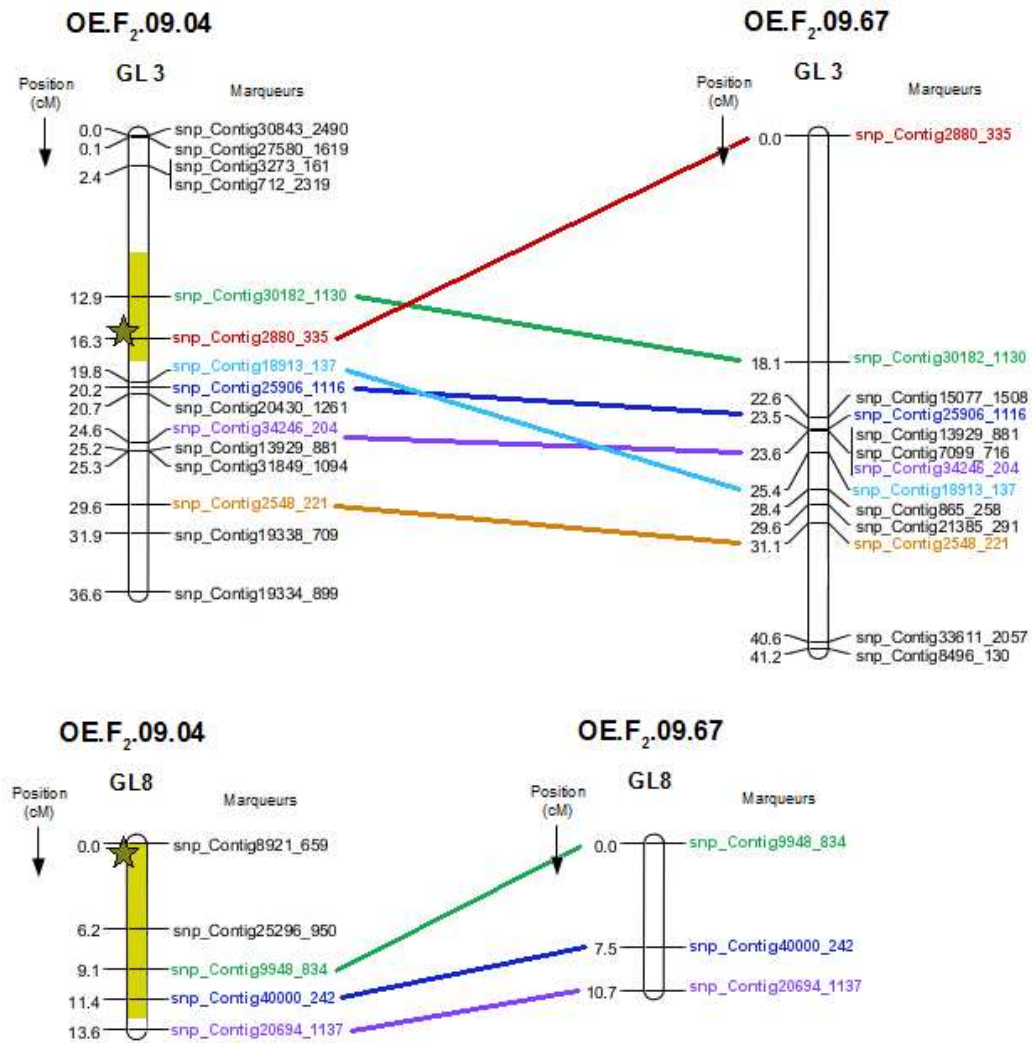 OE.F2.09.04
GL 3
Position
(cM)
Marqueurs
0.0 snp_Contig30843_2490
0.1 snp_Contig27580_1619
2.4 snp_Contig3273_161
snp_Contig712_2319
12.9 snp_Contig30182_1130
16.3 snp_Contig2880_335
19.8 snp_Contig18913_137
20.2 snp_Contig25906_1116
20.7 snp_Contig20430_1261
24.6 snp_Contig34246_204
25.2 snp_Contig13929_881
25.3 snp_Contig31849_1094
29.6 snp_Contig2548_221
31.9 snp_Contig19338_709
36.6 snp_Contig19334_899
OE.F2.09.67
GL 3
Position
(cM)
Marqueurs
0.0 snp_Contig2880_335
18.1 snp_Contig30182_1130
22.6 snp_Contig15077_1508
23.5 snp_Contig25906_1116
23.6 snp_Contig13929_881
snp_Contig7099_716
snp_Contig34246_204
25.4 snp_Contig18913_137
28.4 snp_Contig865_258
29.6 snp_Contig21385_291
31.1 snp_Contig2548_221
40.6 snp_Contig33611_2057
41.2 snp_Contig8496_130
OE.F2.09.04
GL8
Position
(cM)
Marqueurs
0.0 snp_Contig8921_659
6.2 snp_Contig25296_950
9.1 snp_Contig9948_834
11.4 snp_Contig40000_242
13.6 snp_Contig20694_1137
OE.F2.09.67
GL8
Position
(cM)
Marqueurs
0.0 snp_Contig9948_834
7.5 snp_Contig40000_242
10.7 snp_Contig20694_1137